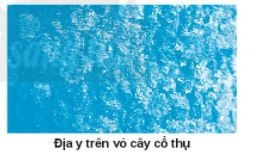 Địa y trên vỏ cây cổ thụ